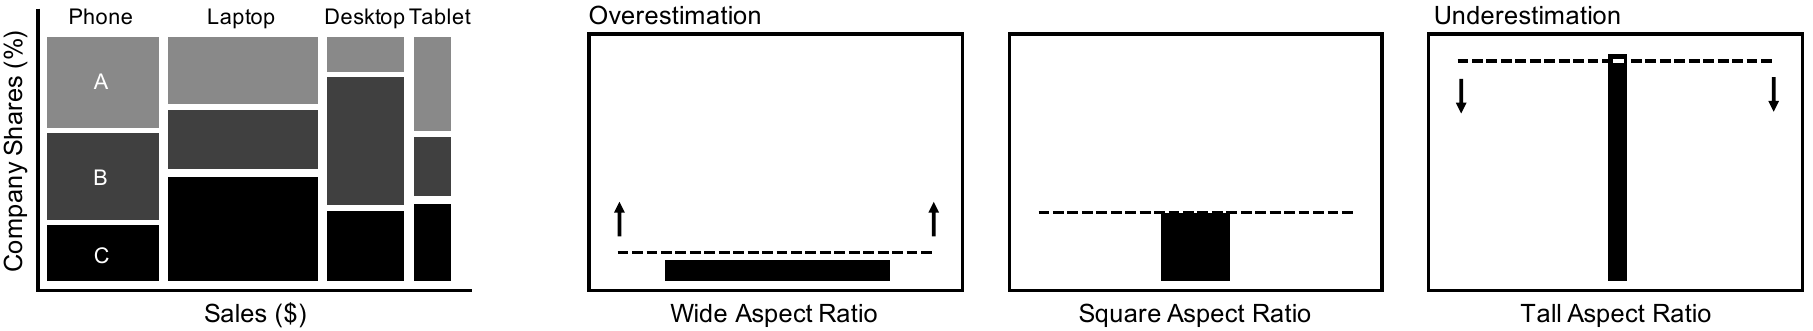 Phone Laptop Desktop Tablet
Company Shares (%)
A
B
C
Sales ($)
Overestimation
Wide Aspect Ratio
Square Aspect Ratio
Underestimation
Tall Aspect Ratio